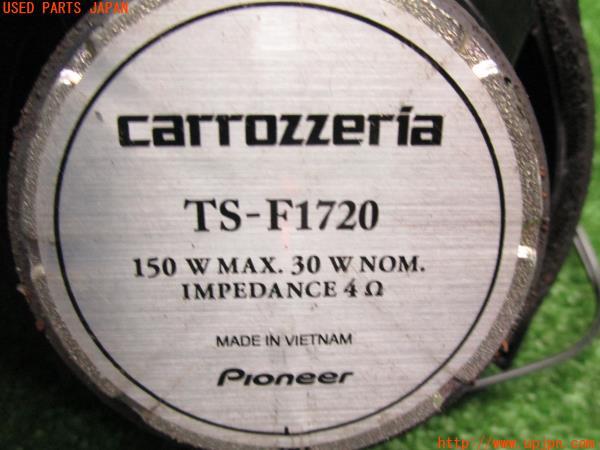 USED PARTS JAPAN
carrozzeria
TS-F1720
150 W MAX. 30 W NOM.
IMPEDANCE 4 Ω
MADE IN VIETNAM
Pioneer
http://www.upjan.com